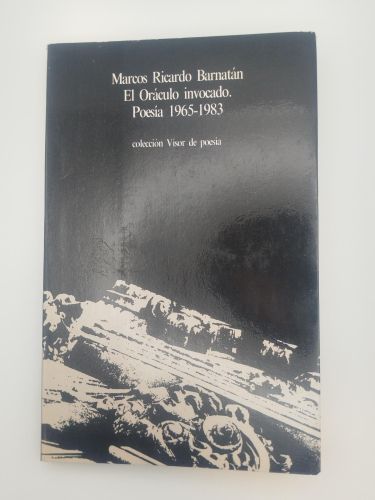 Marcos Ricardo Barnatán
El Oráculo invocado.
Poesía 1965-1983
colección Visor de poesía